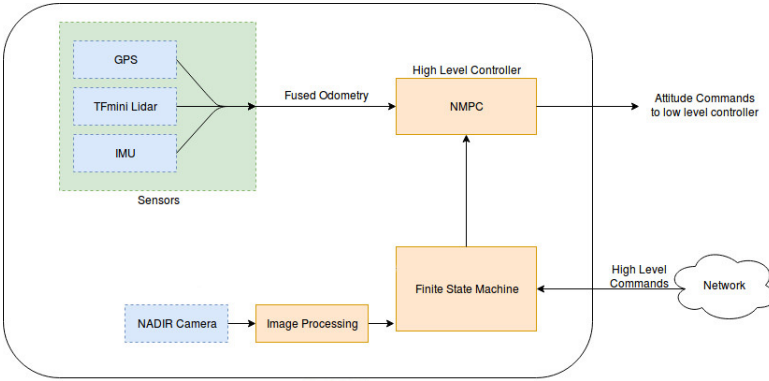 GPS
TFmini Lidar
IMU
Sensors
Fused Odometry
High Level Controller
NMPC
Attitude Commands
to low level controller
Finite State Machine
High Level
Commands
Network
NADIR Camera
Image Processing